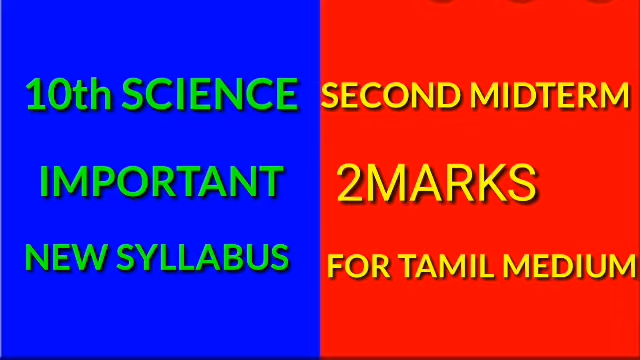 10th SCIENCE
IMPORTANT
NEW SYLLABUS
SECOND MIDTERM
2MARKS
FOR TAMIL MEDIUM